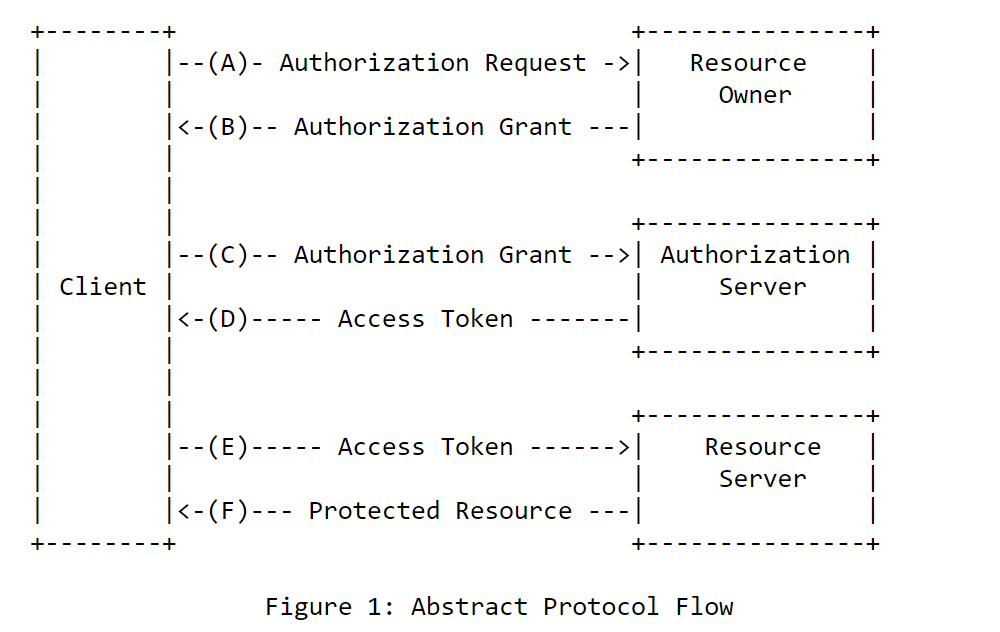 +--------+                               +---------------+
|        |--(A)- Authorization Request ->|   Resource    |
|        |                               |     Owner     |
|        |<-(B)-- Authorization Grant ---|               |
|        |                               +---------------+
|        |
|        |                               +---------------+
|        |--(C)-- Authorization Grant -->| Authorization |
| Client |                               |     Server    |
|        |<-(D)----- Access Token -------|               |
|        |                               +---------------+
|        |
|        |                               +---------------+
|        |--(E)----- Access Token ------>|    Resource   |
|        |                               |     Server    |
|        |<-(F)--- Protected Resource ---|               |
+--------+                               +---------------+
Figure 1: Abstract Protocol Flow